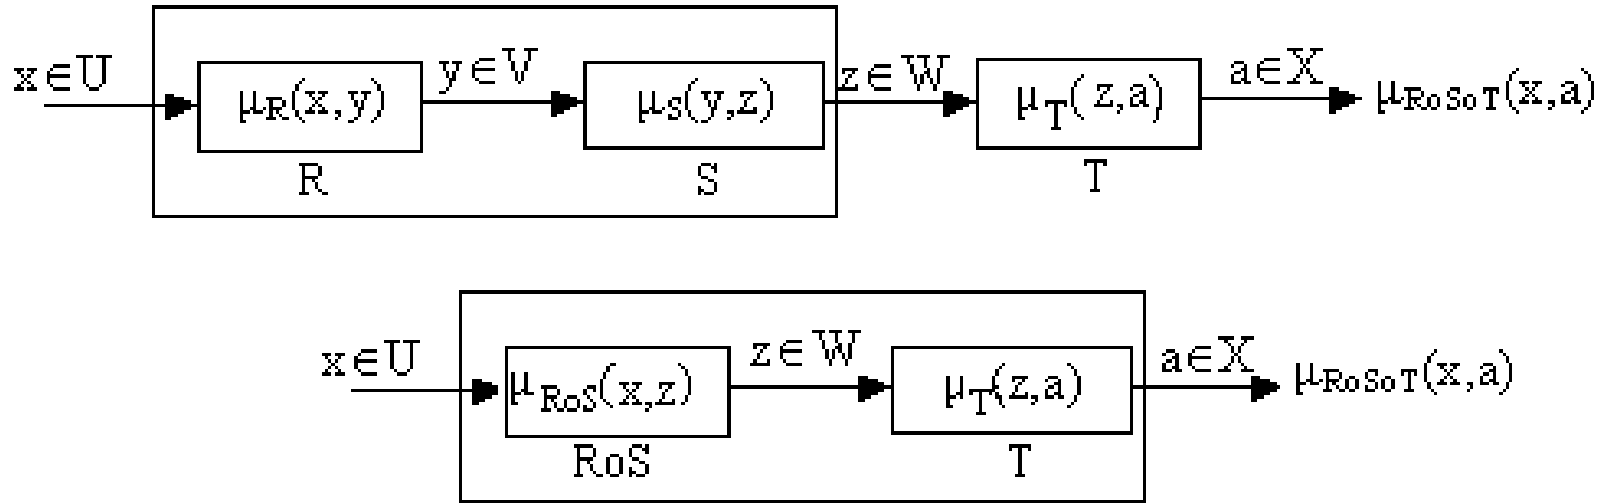 x∈U μR(x,y) y∈V μS(y,z) z∈W μT(z,a) a∈X μRoSoT(x,a)
R S T
x∈U μRoS(x,z) z∈W μT(z,a) a∈X μRoSoT(x,a)
RoS T